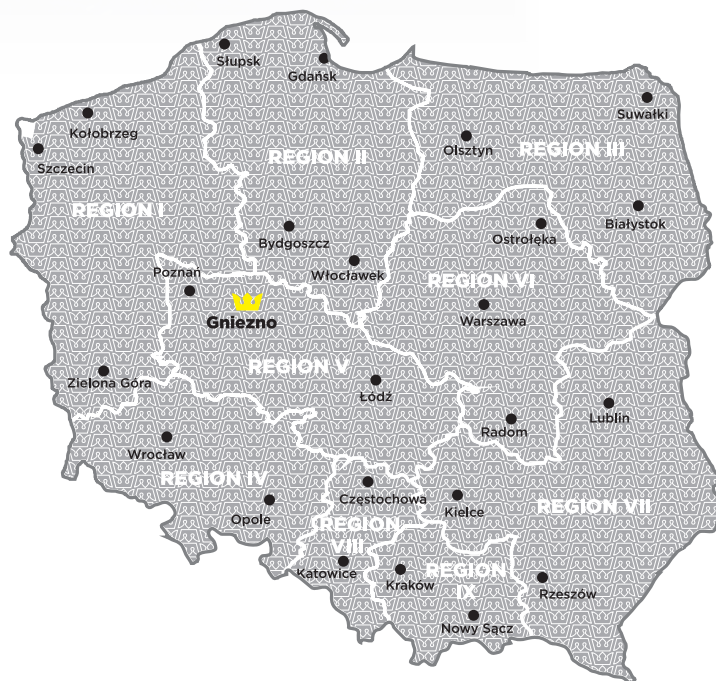 Słupsk
Gdańsk
Suwałki
Kołobrzeg
Olsztyn
REGION II
REGION III
Szczecin
REGION I
Białystok
Ostrołęka
Bydgoszcz
Włocławek
Poznań
REGION VI
Gniezno
Warszawa
REGION V
Zielona Góra
Łódź
Lublin
Radom
Wrocław
REGION IV
Częstochowa
Kielce
REGION VII
Opole
REGION
VIII
Katowice
Kraków
REGION
IX
Rzeszów
Nowy Sącz